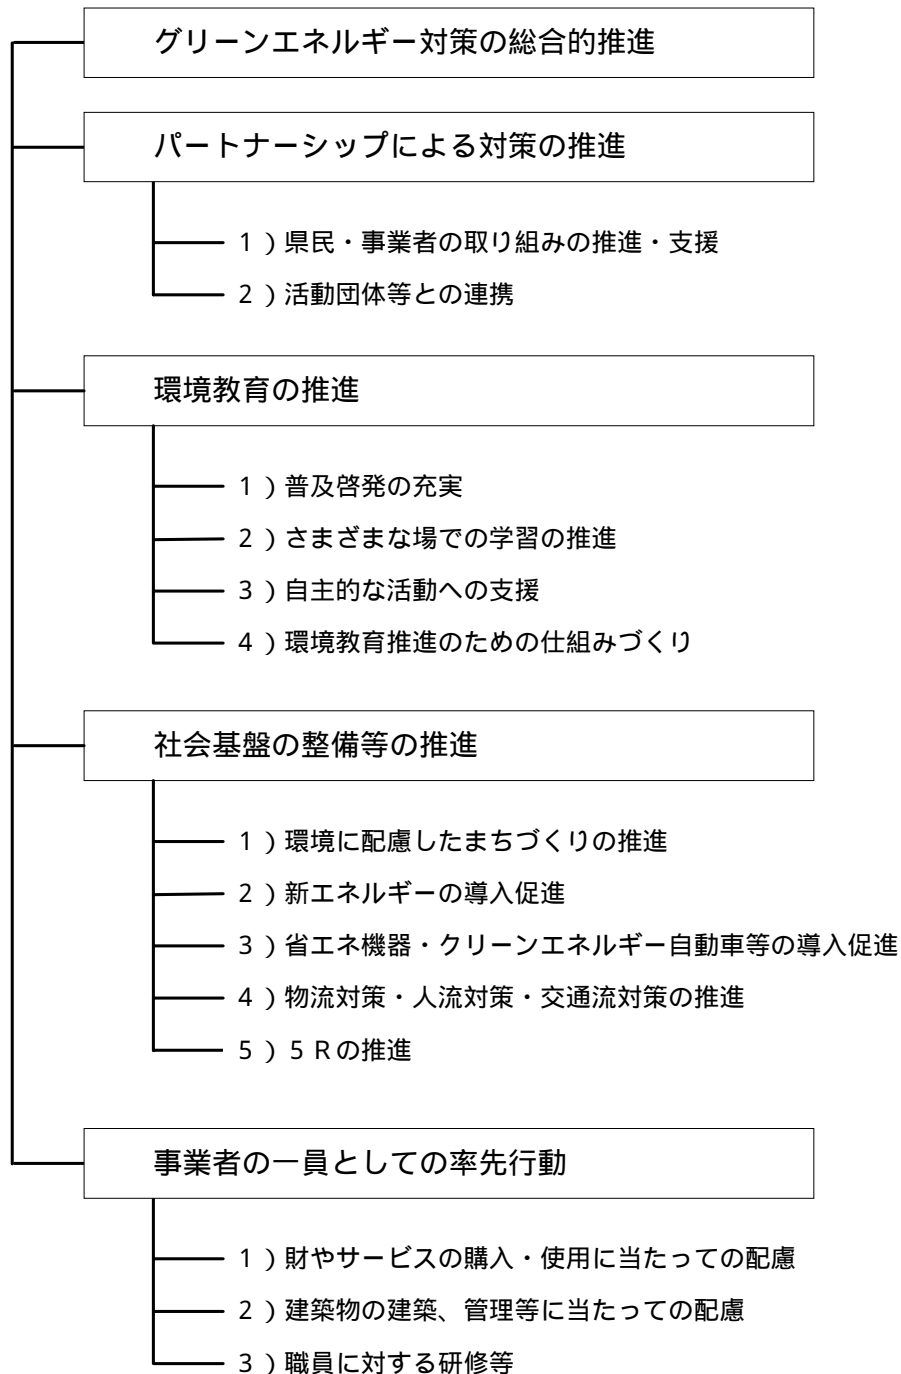 グリーンエネルギー対策の総合的推進
パートナーシップによる対策の推進
1)県民・事業者の取り組みの推進・支援
2)活動団体等との連携
環境教育の推進
1)普及啓発の充実
2)さまざまな場での学習の推進
3)自主的な活動への支援
4)環境教育推進のための仕組みづくり
社会基盤の整備等の推進
1)環境に配慮したまちづくりの推進
2)新エネルギーの導入促進
3)省エネ機器・クリーンエネルギー自動車等の導入促進
4)物流対策・人流対策・交通流対策の推進
5)5Rの推進
事業者の一員としての率先行動
1)財やサービスの購入・使用に当たっての配慮
2)建築物の建築、管理等に当たっての配慮
3)職員に対する研修等